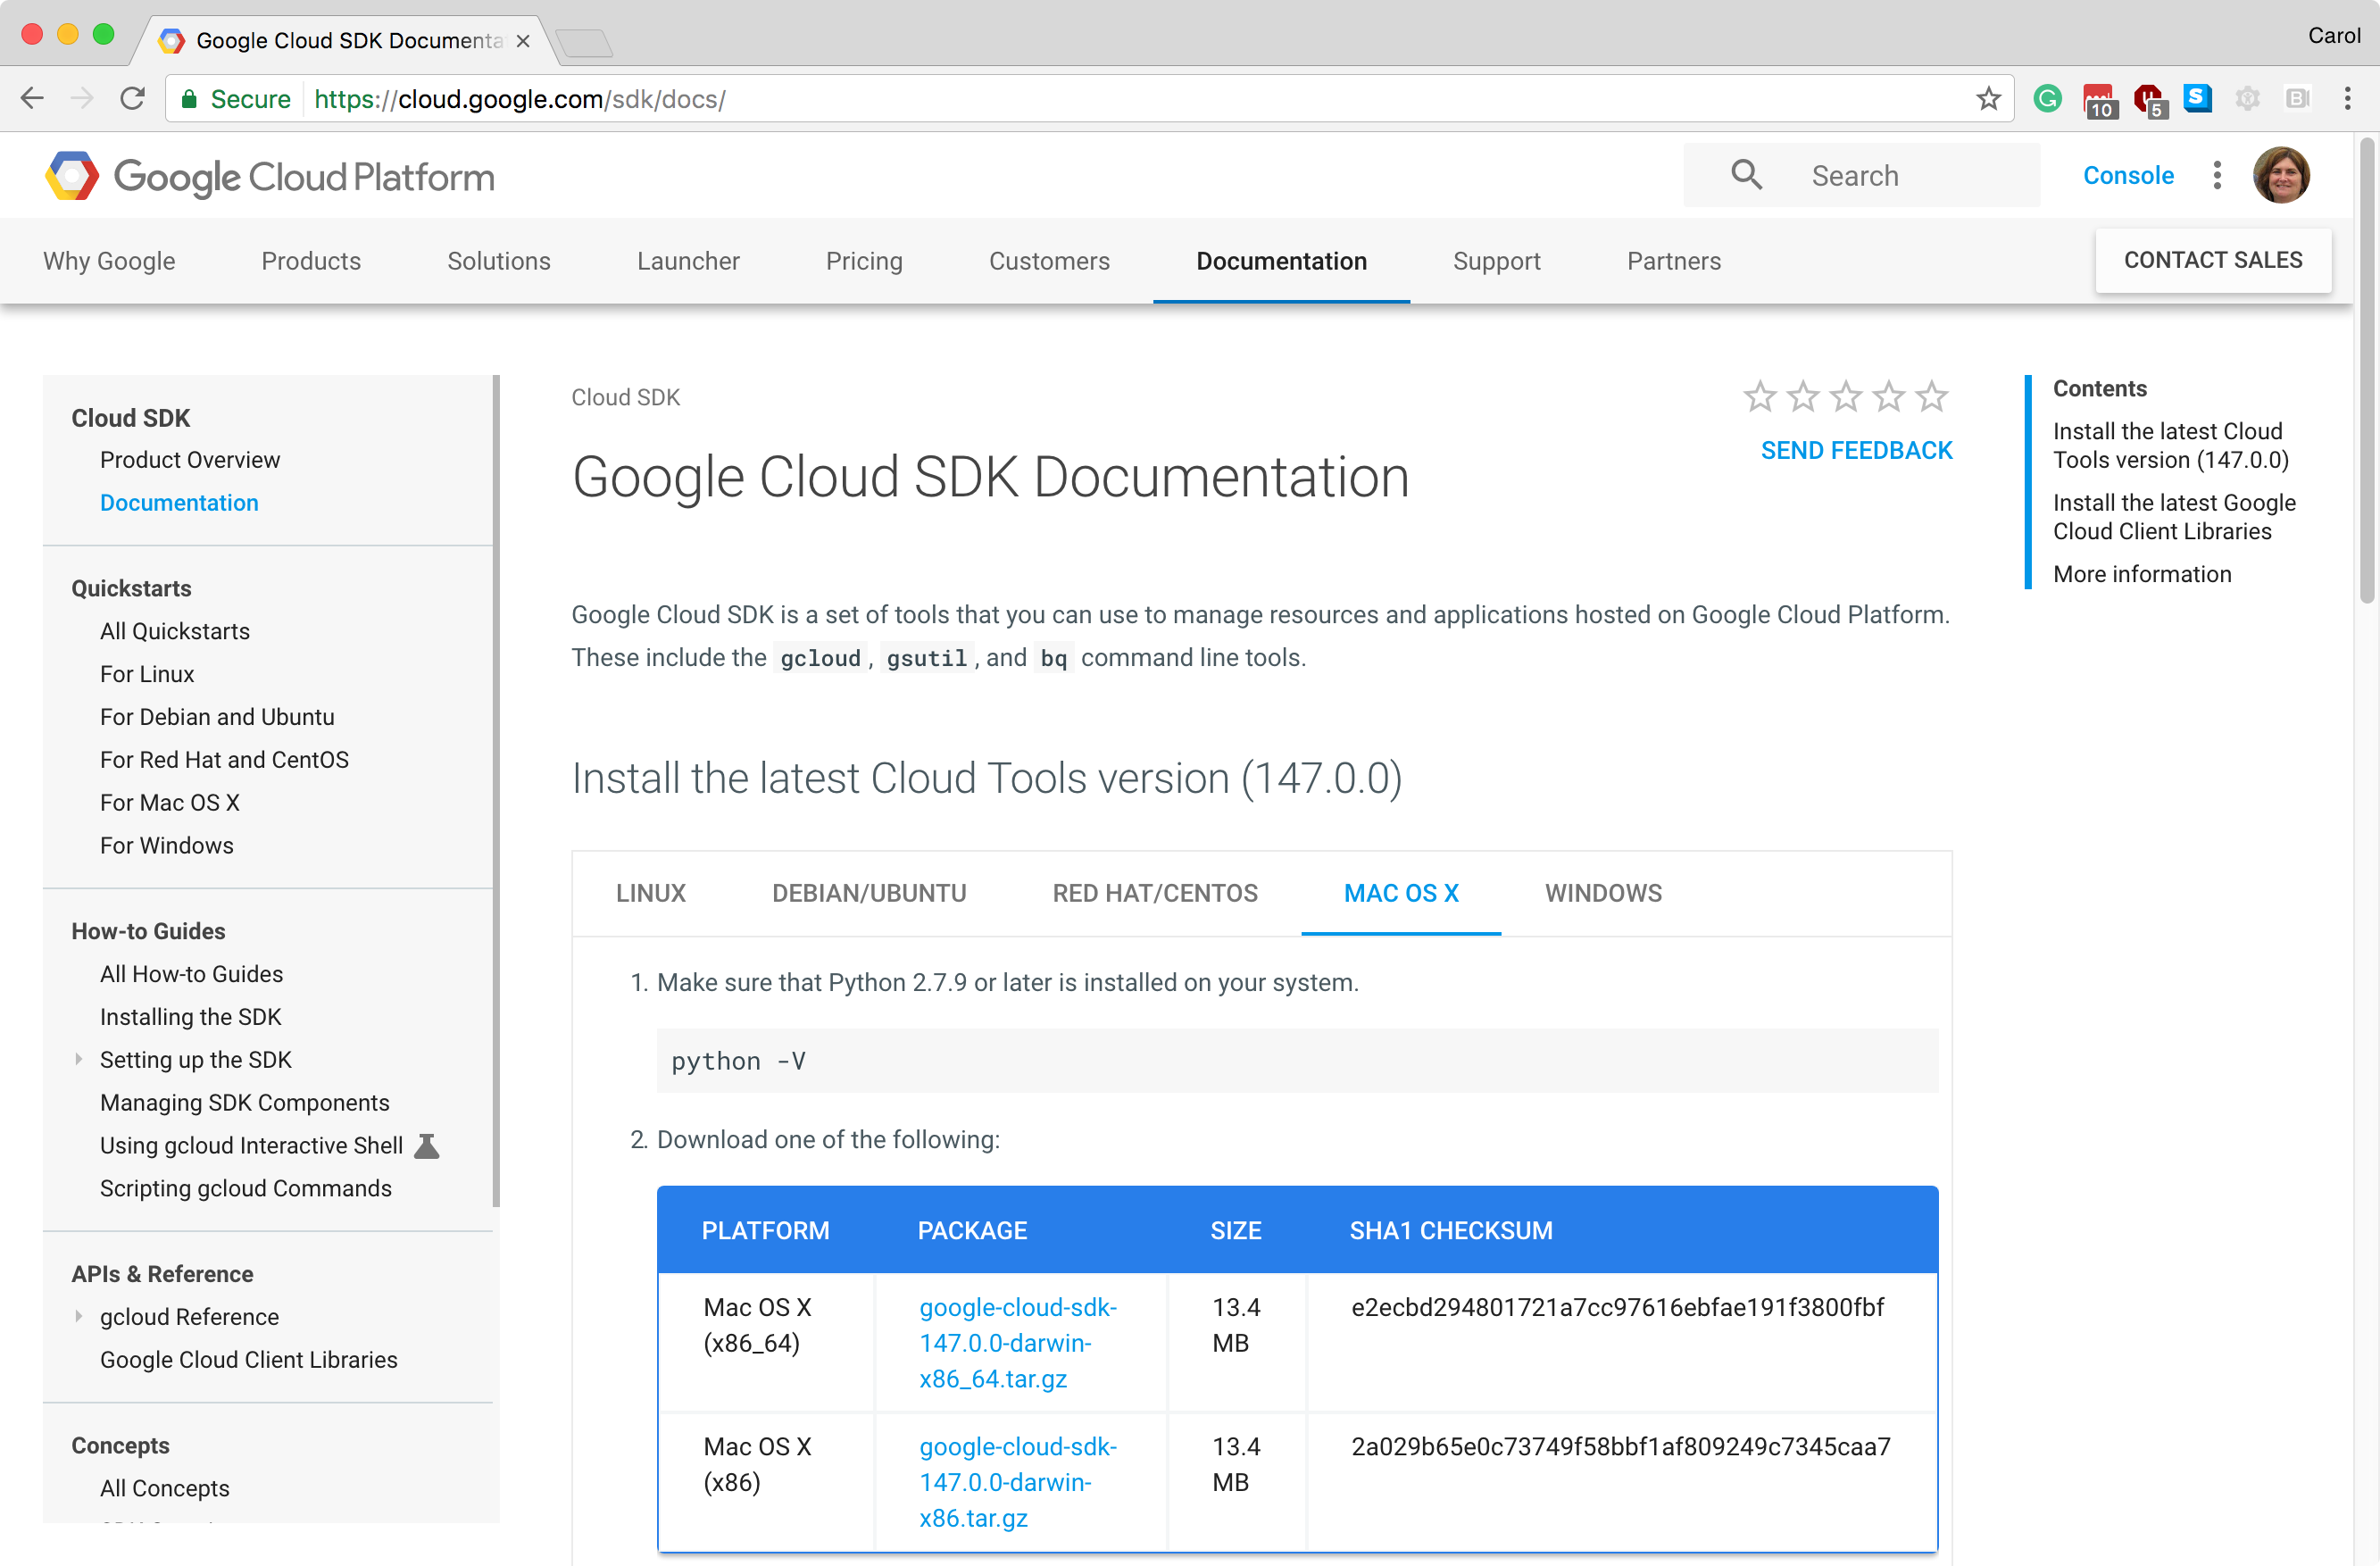 Google Cloud SDK Documenta
Carol
Secure https://cloud.google.com/sdk/docs/
10
5
S
Google Cloud Platform
Search
Console
Why Google
Products
Solutions
Launcher
Pricing
Customers
Documentation
Support
Partners
CONTACT SALES
Cloud SDK
Product Overview
Documentation
Quickstarts
All Quickstarts
For Linux
For Debian and Ubuntu
For Red Hat and CentOS
For Mac OS X
For Windows
How-to Guides
All How-to Guides
Installing the SDK
Setting up the SDK
Managing SDK Components
Using gcloud Interactive Shell
Scripting gcloud Commands
APIs & Reference
gcloud Reference
Google Cloud Client Libraries
Concepts
All Concepts
Cloud SDK
SEND FEEDBACK
Google Cloud SDK Documentation
Google Cloud SDK is a set of tools that you can use to manage resources and applications hosted on Google Cloud Platform.
These include the gcloud, gsutil, and bq command line tools.
Install the latest Cloud Tools version (147.0.0)
LINUX
DEBIAN/UBUNTU
RED HAT/CENTOS
MAC OS X
WINDOWS
1. Make sure that Python 2.7.9 or later is installed on your system.
python -V
2. Download one of the following:
PLATFORM PACKAGE SIZE SHA1 CHECKSUM
Mac OS X google-cloud-sdk- 13.4 e2ecbd294801721a7cc97616ebfae191f3800fbf
(x86_64) 147.0.0-darwin- MB
x86_64.tar.gz
Mac OS X google-cloud-sdk- 13.4 2a029b65e0c73749f58bbf1af809249c7345caa7
(x86) 147.0.0-darwin- MB
x86.tar.gz
Contents
Install the latest Cloud
Tools version (147.0.0)
Install the latest Google
Cloud Client Libraries
More information